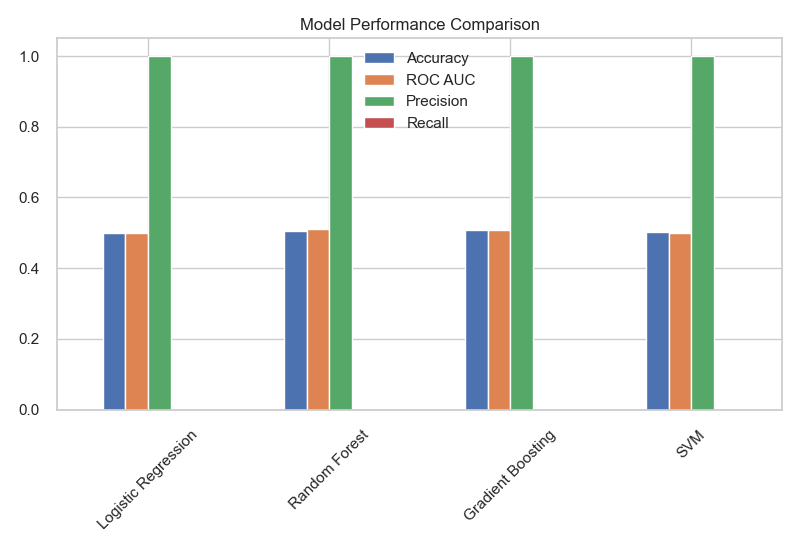 Model Performance Comparison
Accuracy
ROC AUC
Precision
Recall
1.0
0.8
0.6
0.4
0.2
0.0
Logistic Regression
Random Forest
Gradient Boosting
SVM